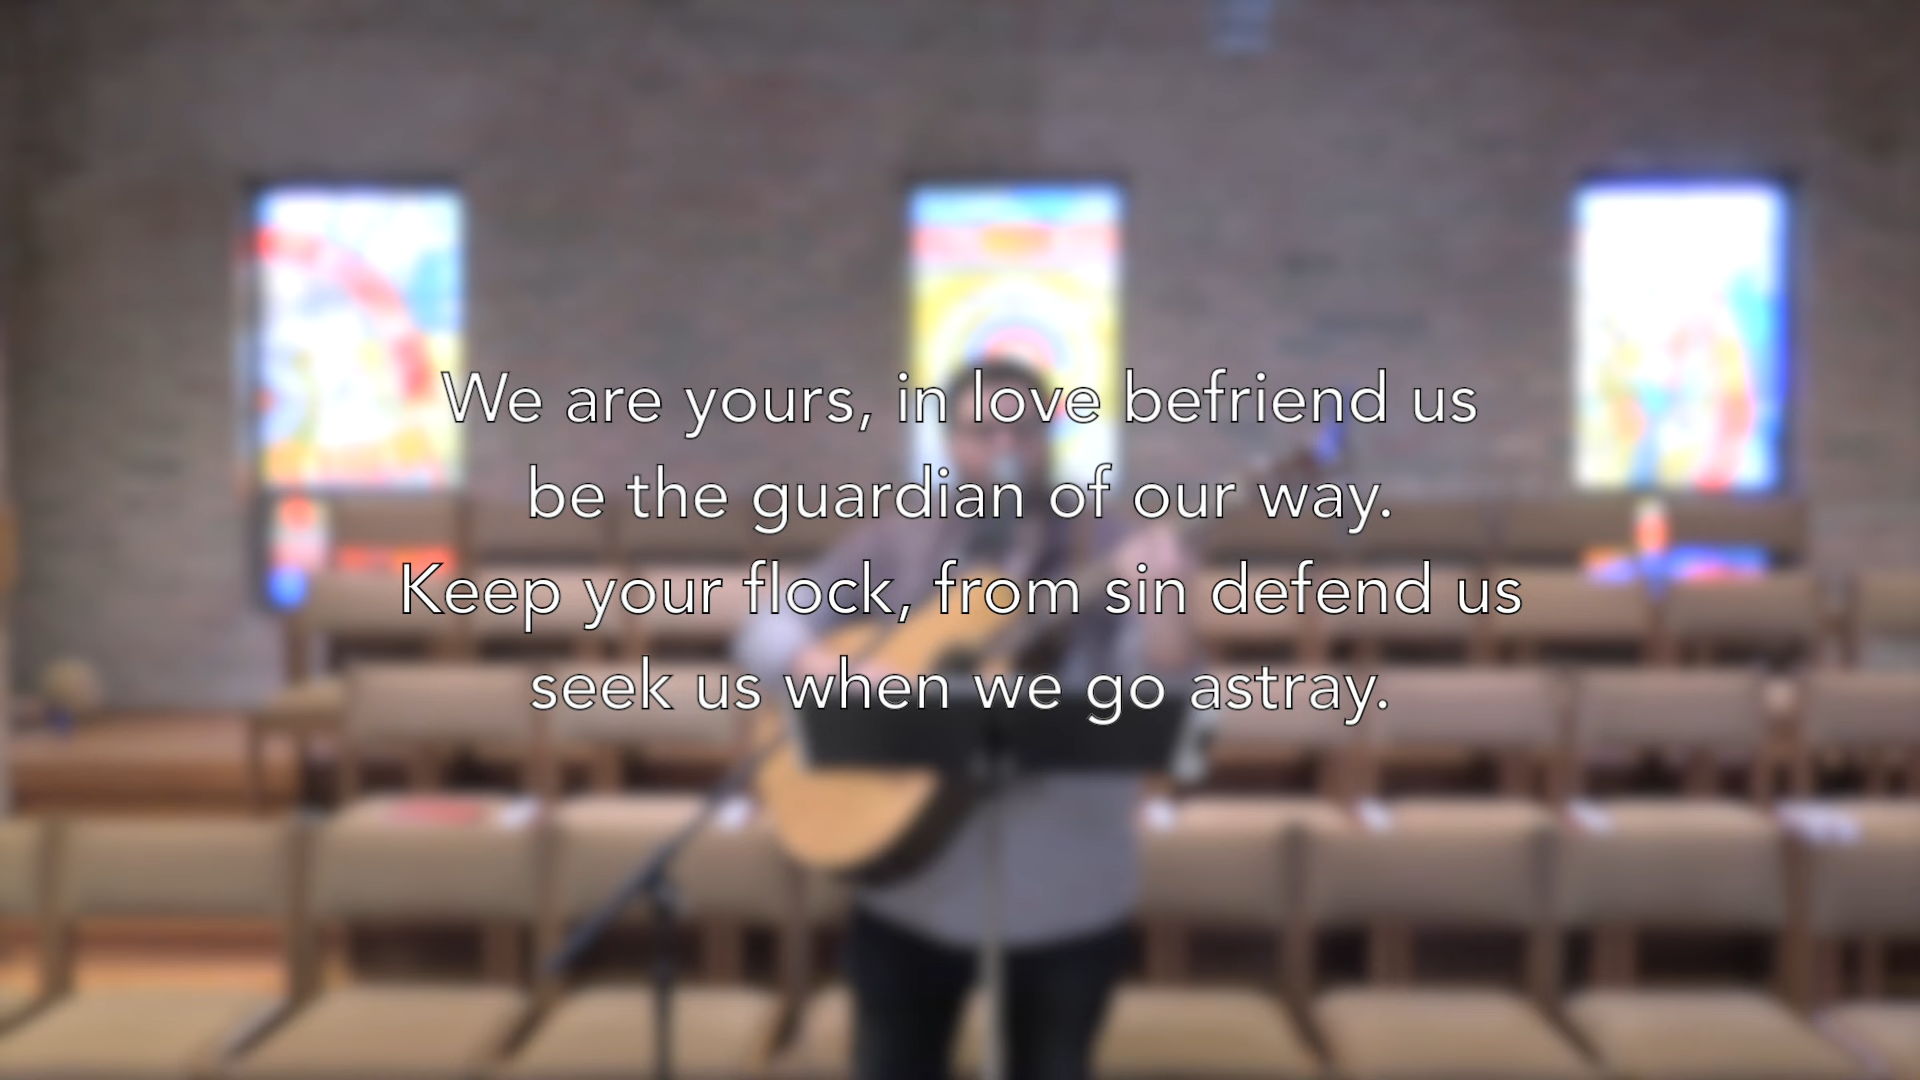 We are yours, in love befriend us
be the guardian of our way.
Keep your flock, from sin defend us
seek us when we go astray.